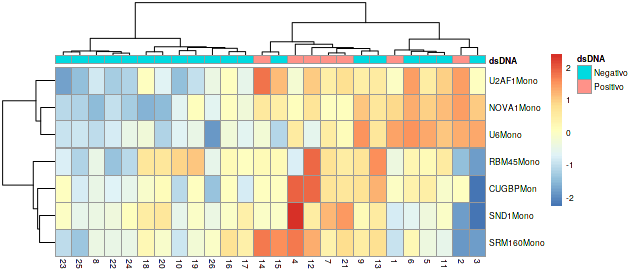 dsDNA
U2AF1Mono
NOVA1Mono
U6Mono
RBM45Mono
CUGBPMon
SND1Mono
SRM160Mono
23 25 8 22 24 18 20 10 19 26 16 17 14 15 4 12 7 21 9 13 1 6 5 11 2 3
2
1
0
-1
-2
dsDNA
Negativo
Positivo